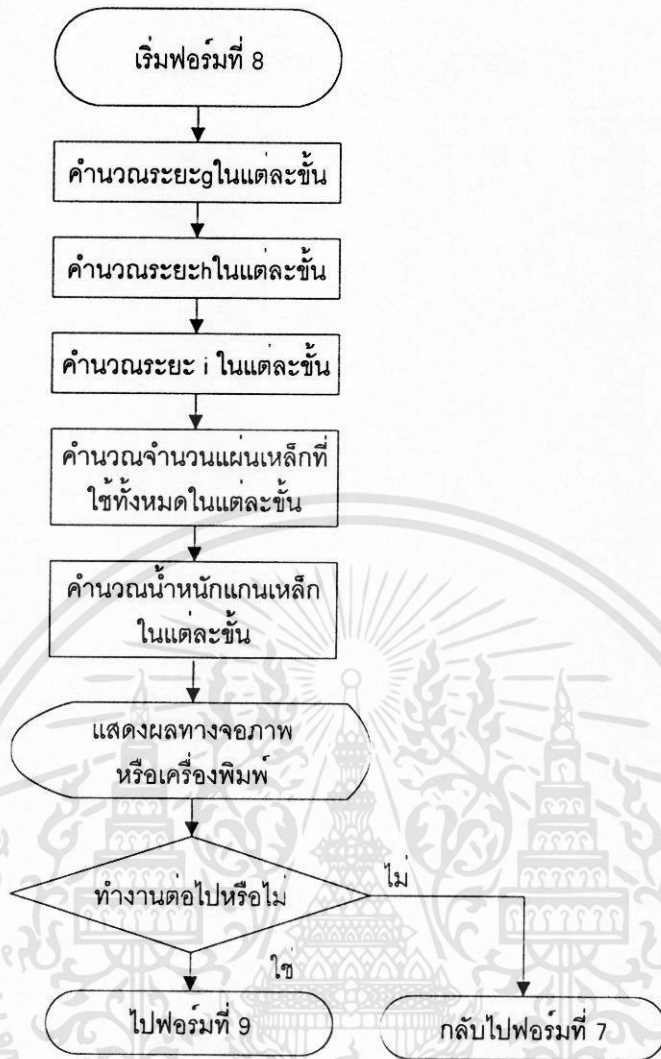 เริ่มฟอร์มที่ 8
คำนวณระยะgในแต่ละชั้น
คำนวณระยะhในแต่ละชั้น
คำนวณระยะ i ในแต่ละชั้น
คำนวณจำนวนแผ่นเหล็กที่
ใช้ทั้งหมดในแต่ละชั้น
คำนวณน้ำหนักแกนเหล็ก
ในแต่ละชั้น
แสดงผลทางจอภาพ
หรือเครื่องพิมพ์
ทำงานต่อไปหรือไม่
ไม่
ใช่
ไปฟอร์มที่ 9
กลับไปฟอร์มที่ 7